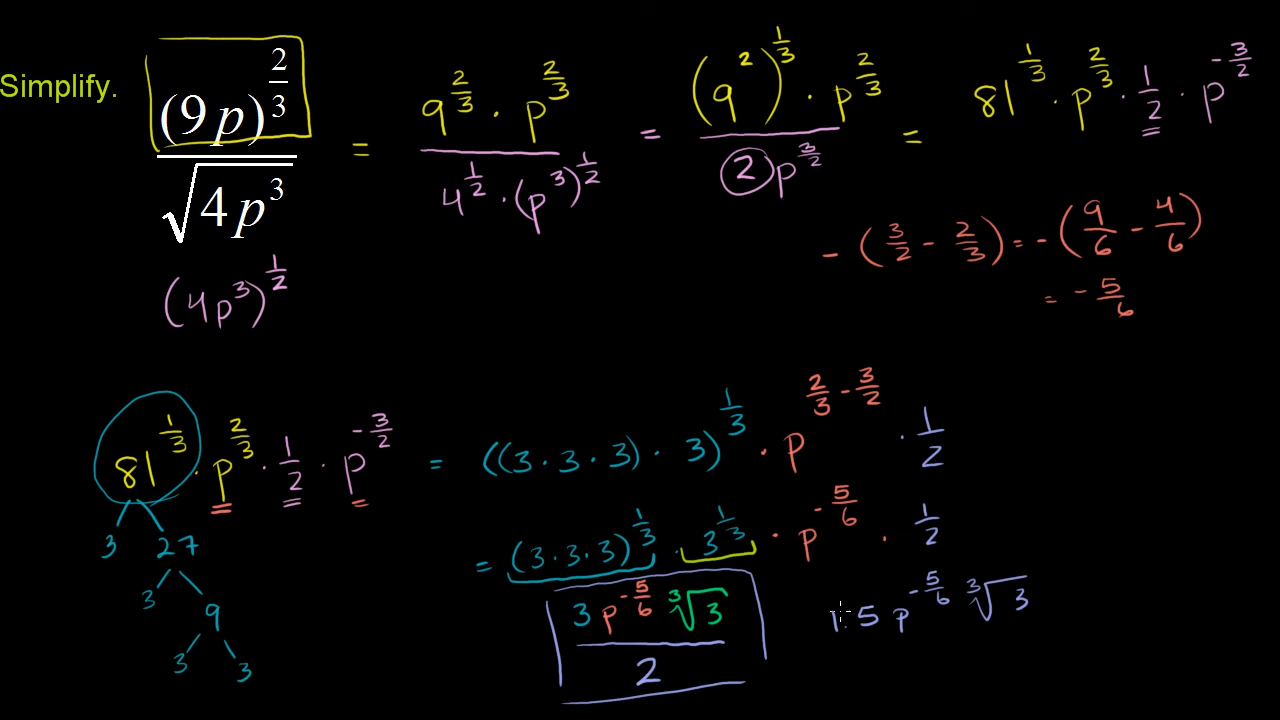 Simplify.
(9p)^(2/3) / √(4p³) = 9^(2/3) · p^(2/3) / 4^(1/2) · (p³)^(1/2) = (9²)^(1/3) · p^(2/3) / 2p^(3/2) = 81^(1/3) · p^(2/3) · 1/2 · p^(-3/2)
(4p³)^(1/2)
- (3/2 - 2/3) = - (9/6 - 4/6)
= - 5/6
81^(1/3) · p^(2/3) · 1/2 · p^(-3/2) = ((3 · 3 · 3) · 3)^(1/3) · p^(2/3 - 3/2) · 1/2
3 27
= (3 · 3 · 3)^(1/3) · 3^(1/3) · p^(-5/6) · 1/2
3 9
3 3
3 p^(-5/6) ∛3 / 2
1.5 p^(-5/6) ∛3